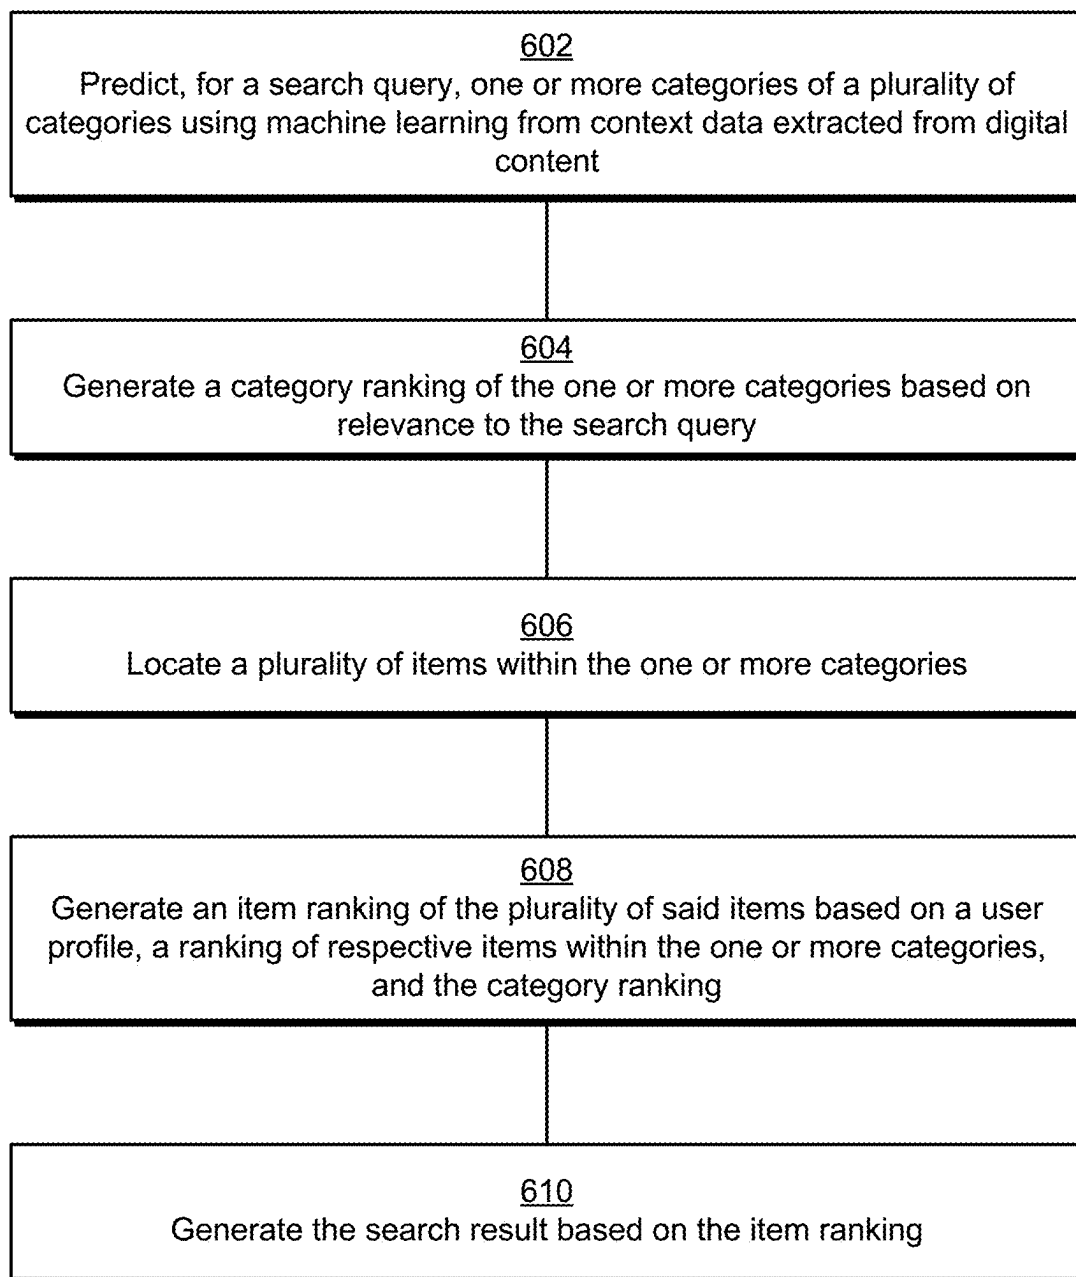 602
Predict, for a search query, one or more categories of a plurality of
categories using machine learning from context data extracted from digital
content
604
Generate a category ranking of the one or more categories based on
relevance to the search query
606
Locate a plurality of items within the one or more categories
608
Generate an item ranking of the plurality of said items based on a user
profile, a ranking of respective items within the one or more categories,
and the category ranking
610
Generate the search result based on the item ranking